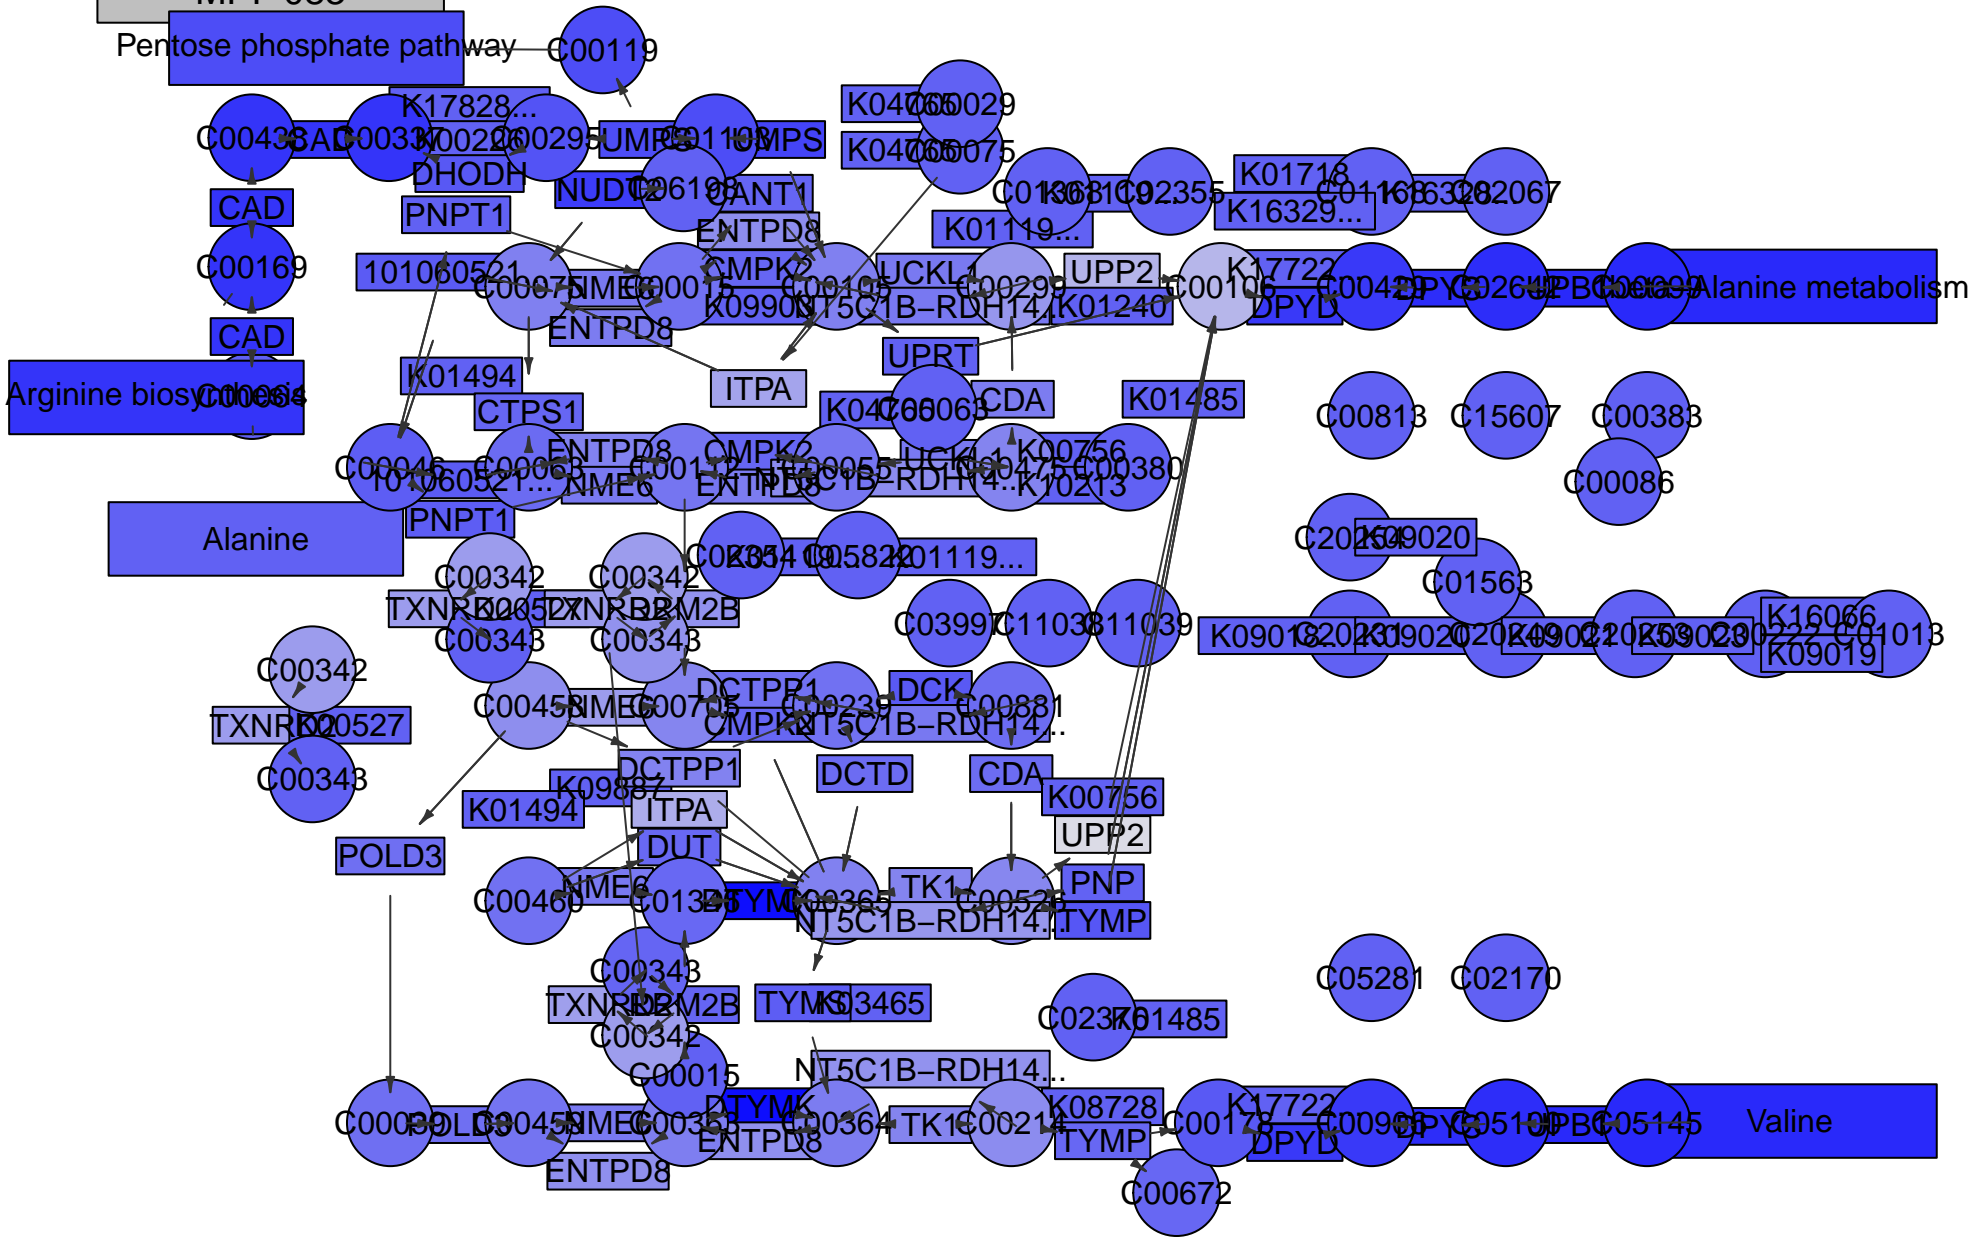 Pentose phosphate pathway
C00119
K17828...
K04765
C00029
C00438
CAD
C00337
K00226
C00295
UMPS
C01103
UMPS
K04765
C00075
DHODH
NUDT2
C06198
CANT1
C01368
K01119...
C02355
K01718
C01168
K16328...
C02067
CAD
PNPT1
K16329...
ENTPD8
K01119...
C00169
101060521...
C00075
NME6
C00015
CMPK2
C00105
UCKL1
C00299
UPP2
C00106
K17722...
C00429
DPYS
C02642
UPB1
C00099
beta−Alanine metabolism
K09903
NT5C1B−RDH14...
K01240
DPYD
CAD
ENTPD8
UPRT
K01494
ITPA
Arginine biosynthesis
C00064
CTPS1
K04766
C00063
CDA
K01485
C00813
C15607
C00383
C00046
101060521...
C00063
ENTPD8
C00112
CMPK2
C00055
UCKL1
C00475
K00756
C00380
NME6
ENTPD8
NT5C1B−RDH14...
K10213
C00086
PNPT1
Alanine
C02354
K01119...
C05822
K01119...
C20254
K09020
C00342
C00342
C01563
TXNRD2
K00527
TXNRD2
RRM2B
C00343
C00343
C03997
C11038
C11039
K09018...
C20231
K09020
C20249
K09021
C20253
K09023
C20222
K16066
C01013
K09019
C00342
TXNRD2
K00527
C00343
C00458
NME6
C00705
DCTPP1
C00239
DCK
C00881
CMPK2
NT5C1B−RDH14...
DCTPP1
DCTD
CDA
K09887
K01494
ITPA
K00756
POLD3
DUT
UPP2
C00460
NME6
C01346
DTYMK
C00365
TK1
C00526
PNP
NT5C1B−RDH14...
TYMP
C00343
C05281
C02170
TXNRD2
RRM2B
TYMS
K03465
C02376
K01485
C00342
C00015
NT5C1B−RDH14...
C00039
POLD3
C00459
NME6
C00363
DTYMK
C00364
TK1
C00214
K08728
C00178
K17722...
C00906
DPYS
C05100
UPB1
C05145
Valine
ENTPD8
TYMP
DPYD
ENTPD8
C00672